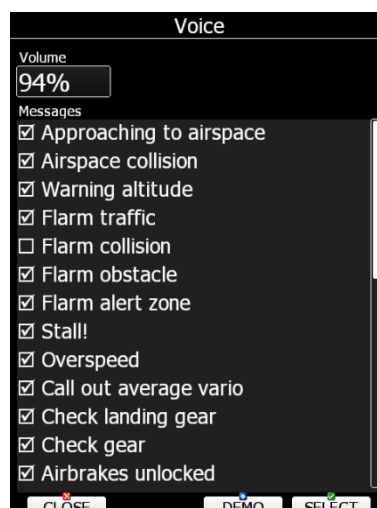 Voice
Volume
94%
Messages
Approaching to airspace
Airspace collision
Warning altitude
Flarm traffic
Flarm collision
Flarm obstacle
Flarm alert zone
Stall!
Overspeed
Call out average vario
Check landing gear
Check gear
Airbrakes unlocked
CLOSE DEMO SELECT